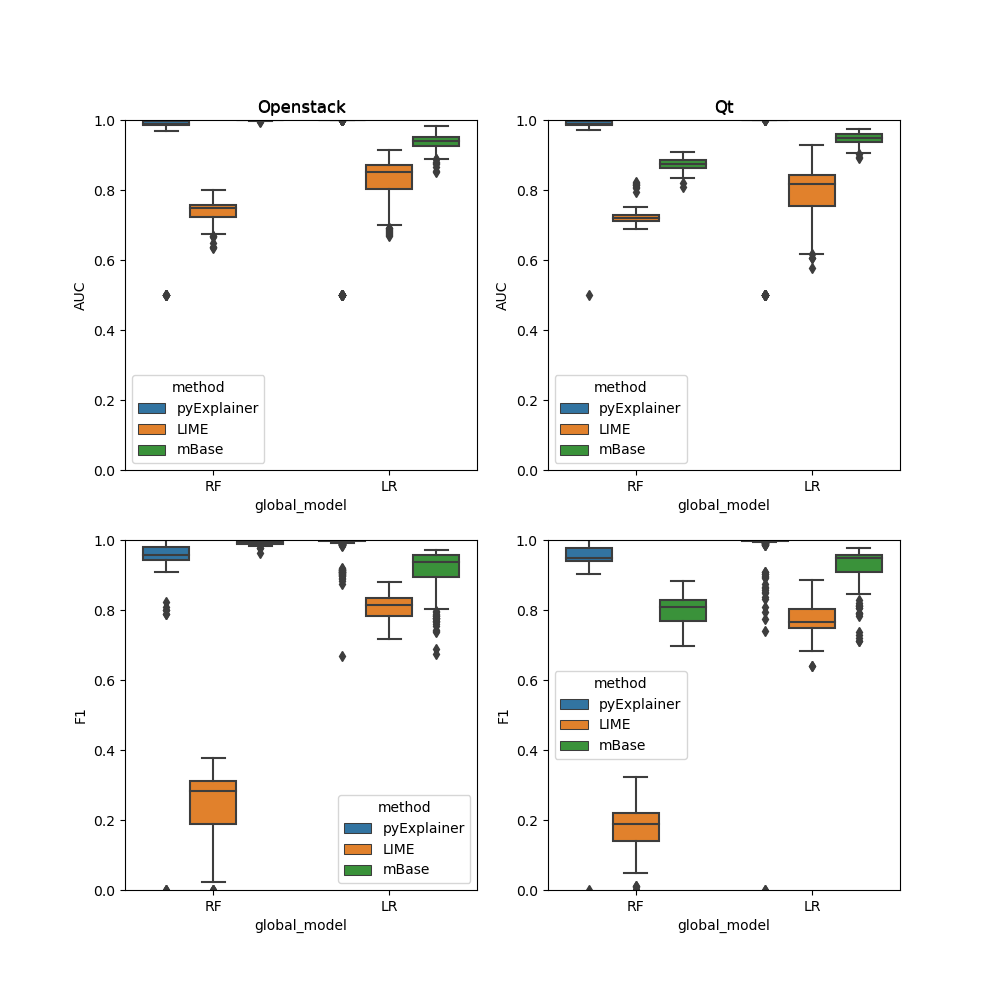 Openstack
1.0
0.8
0.6
0.4
0.2
0.0
AUC
method
pyExplainer
LIME
mBase
RF
LR
global_model
Qt
1.0
0.8
0.6
0.4
0.2
0.0
AUC
method
pyExplainer
LIME
mBase
RF
LR
global_model
1.0
0.8
0.6
0.4
0.2
0.0
F1
method
pyExplainer
LIME
mBase
RF
LR
global_model
1.0
0.8
0.6
0.4
0.2
0.0
F1
method
pyExplainer
LIME
mBase
RF
LR
global_model